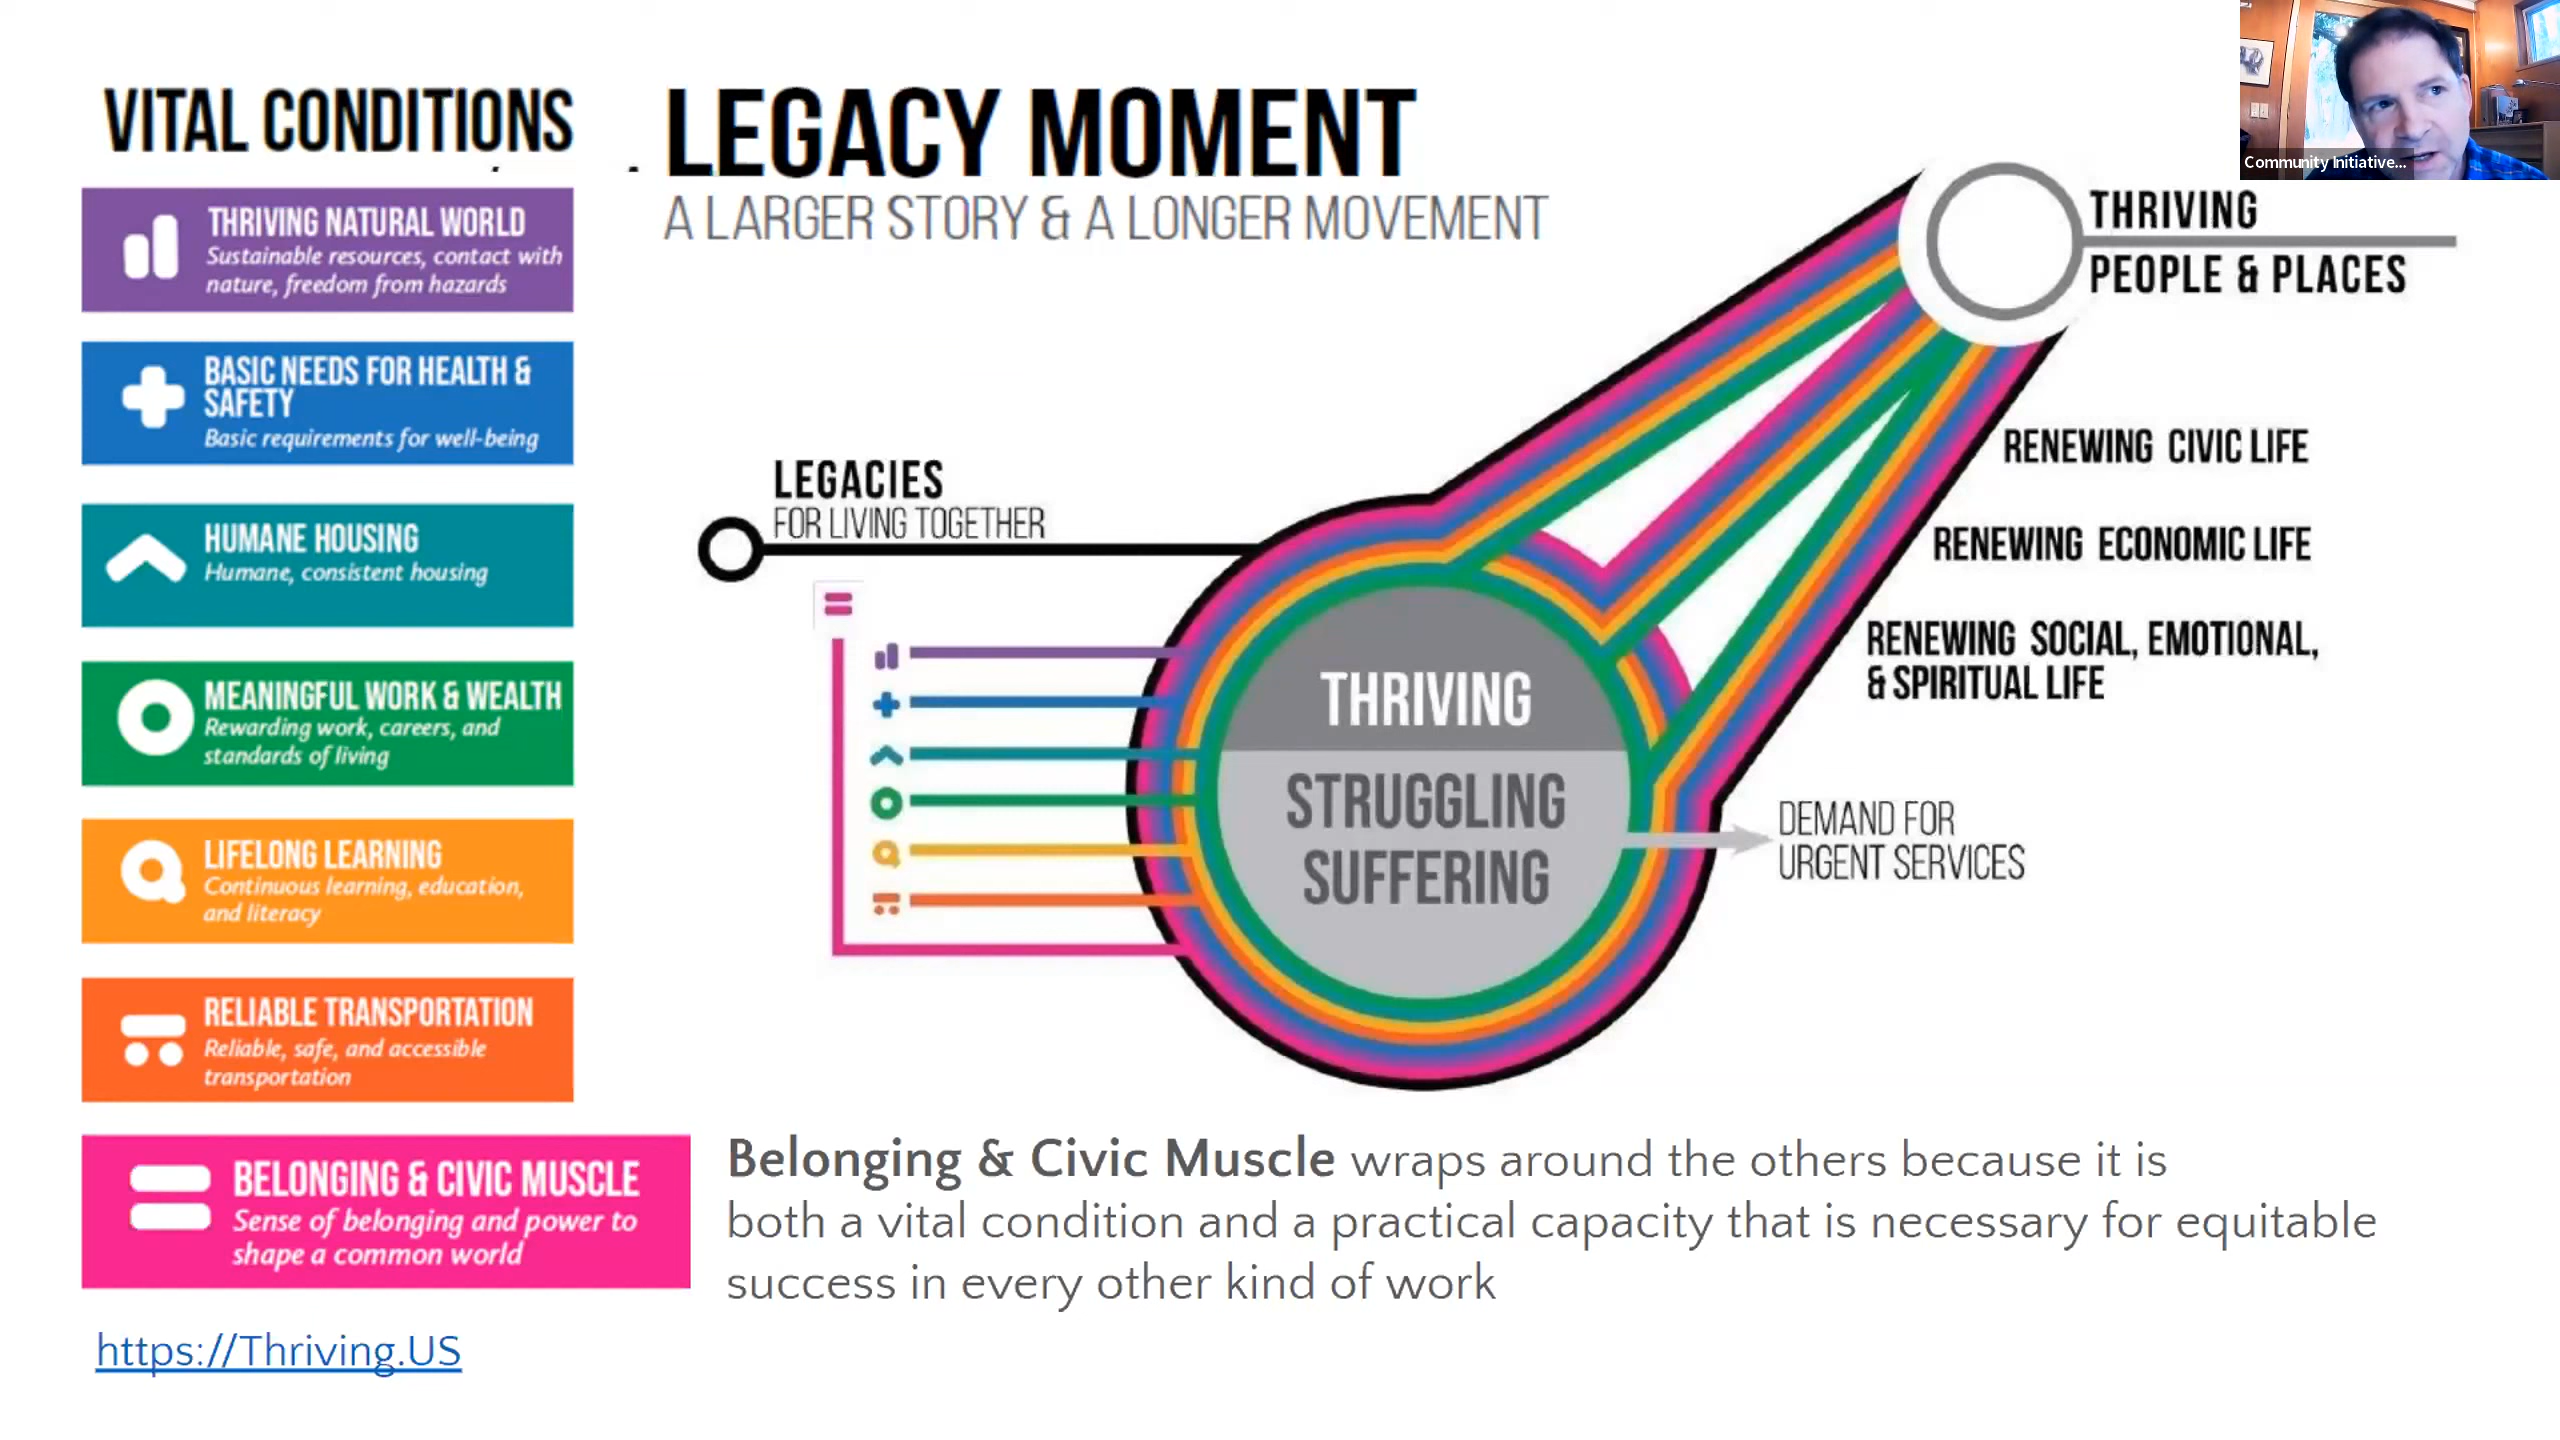 VITAL CONDITIONS
THRIVING NATURAL WORLD
Sustainable resources, contact with
nature, freedom from hazards
BASIC NEEDS FOR HEALTH &
SAFETY
Basic requirements for well-being
HUMANE HOUSING
Humane, consistent housing
MEANINGFUL WORK & WEALTH
Rewarding work, careers, and
standards of living
LIFELONG LEARNING
Continuous learning, education,
and literacy
RELIABLE TRANSPORTATION
Reliable, safe, and accessible
transportation
BELONGING & CIVIC MUSCLE
Sense of belonging and power to
shape a common world
https://Thriving.US
LEGACY MOMENT
A LARGER STORY & A LONGER MOVEMENT
LEGACIES
FOR LIVING TOGETHER
THRIVING
STRUGGLING
SUFFERING
THRIVING
PEOPLE & PLACES
RENEWING CIVIC LIFE
RENEWING ECONOMIC LIFE
RENEWING SOCIAL, EMOTIONAL,
& SPIRITUAL LIFE
DEMAND FOR
URGENT SERVICES
Belonging & Civic Muscle wraps around the others because it is
both a vital condition and a practical capacity that is necessary for equitable
success in every other kind of work
Community Initiative...